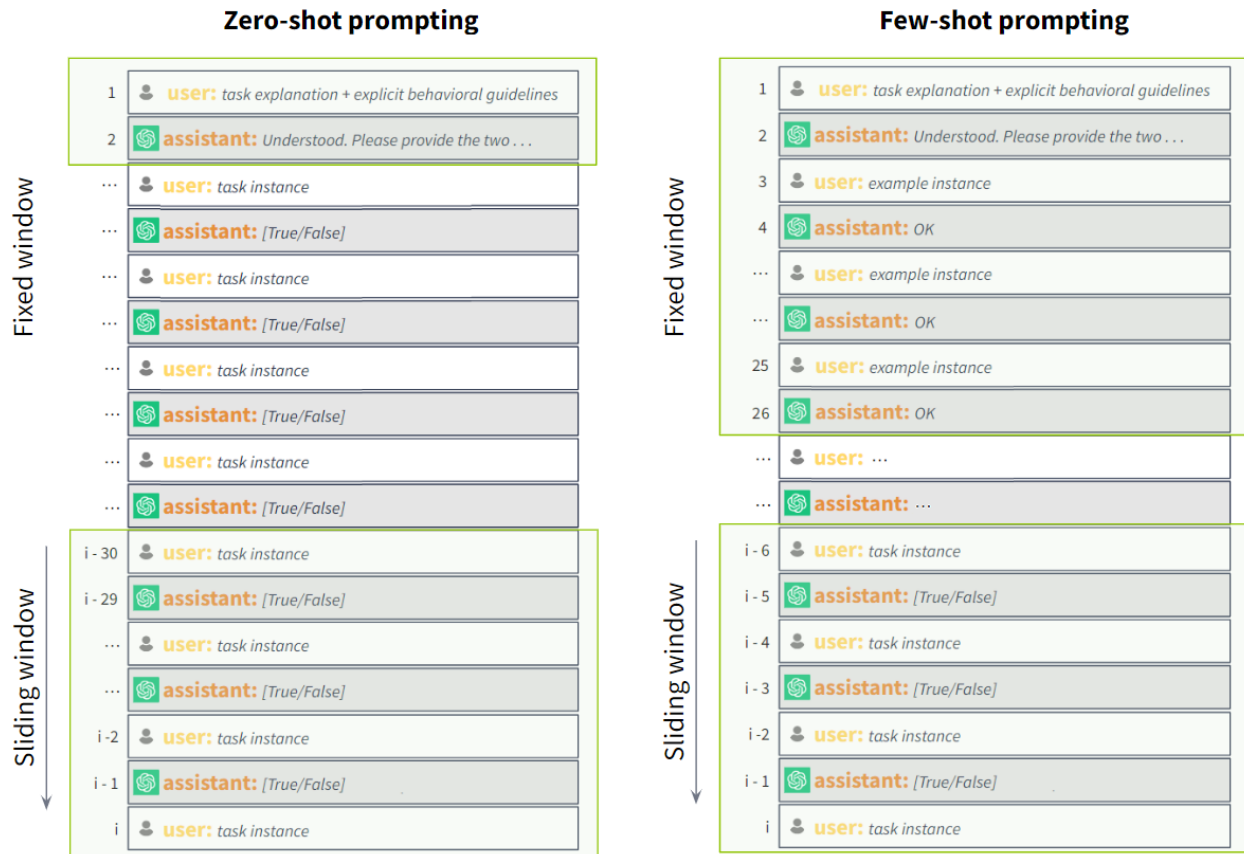 Zero-shot prompting
Fixed window
Sliding window
1 user: task explanation + explicit behavioral guidelines
2 assistant: Understood. Please provide the two . . .
... user: task instance
... assistant: [True/False]
... user: task instance
... assistant: [True/False]
... user: task instance
... assistant: [True/False]
... user: task instance
... assistant: [True/False]
i - 30 user: task instance
i - 29 assistant: [True/False]
... user: task instance
... assistant: [True/False]
i -2 user: task instance
i - 1 assistant: [True/False]
i user: task instance
Few-shot prompting
Fixed window
Sliding window
1 user: task explanation + explicit behavioral guidelines
2 assistant: Understood. Please provide the two . . .
3 user: example instance
4 assistant: OK
... user: example instance
... assistant: OK
25 user: example instance
26 assistant: OK
... user: ...
... assistant: ...
i - 6 user: task instance
i - 5 assistant: [True/False]
i - 4 user: task instance
i - 3 assistant: [True/False]
i -2 user: task instance
i - 1 assistant: [True/False]
i user: task instance